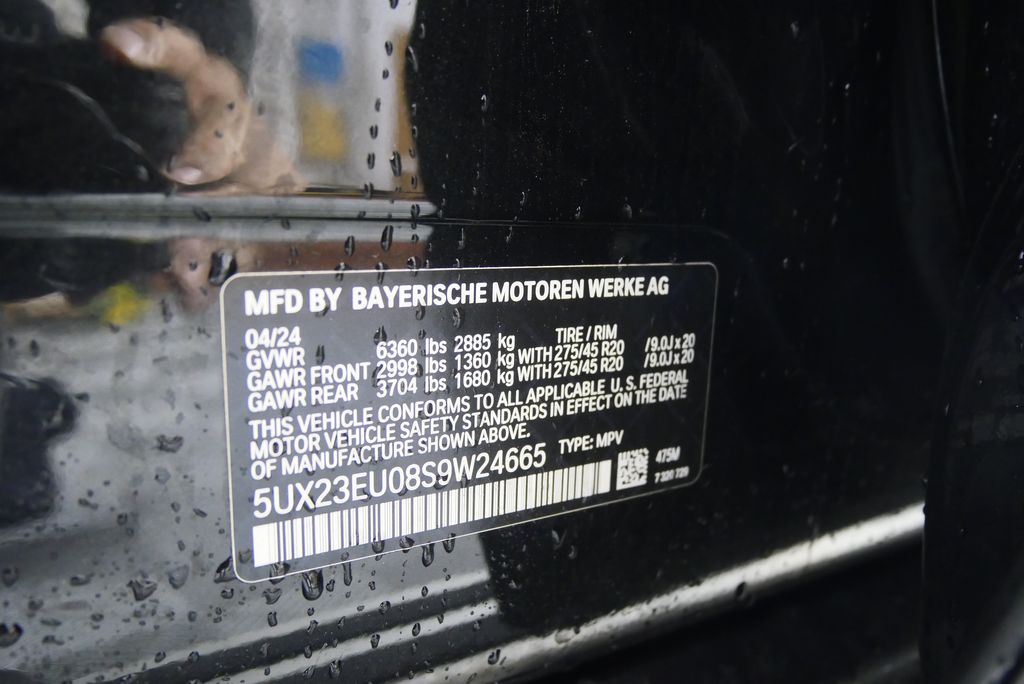 MFD BY BAYERISCHE MOTOREN WERKE AG
04/24 TIRE / RIM
GVWR 6360 lbs 2885 kg
GAWR FRONT 2998 lbs 1360 kg WITH 275/45 R20 /9.0J x 20
GAWR REAR 3704 lbs 1680 kg WITH 275/45 R20 /9.0J x 20
THIS VEHICLE CONFORMS TO ALL APPLICABLE U. S. FEDERAL
MOTOR VEHICLE SAFETY STANDARDS IN EFFECT ON THE DATE
OF MANUFACTURE SHOWN ABOVE.
5UX23EU08S9W24665 TYPE: MPV
475M
7 320 729